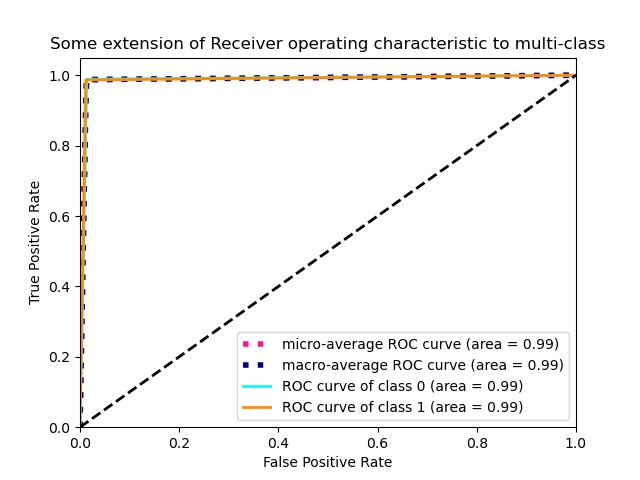 Some extension of Receiver operating characteristic to multi-class
True Positive Rate
1.0
0.8
0.6
0.4
0.2
0.0
micro-average ROC curve (area = 0.99)
macro-average ROC curve (area = 0.99)
ROC curve of class 0 (area = 0.99)
ROC curve of class 1 (area = 0.99)
0.0 0.2 0.4 0.6 0.8 1.0
False Positive Rate